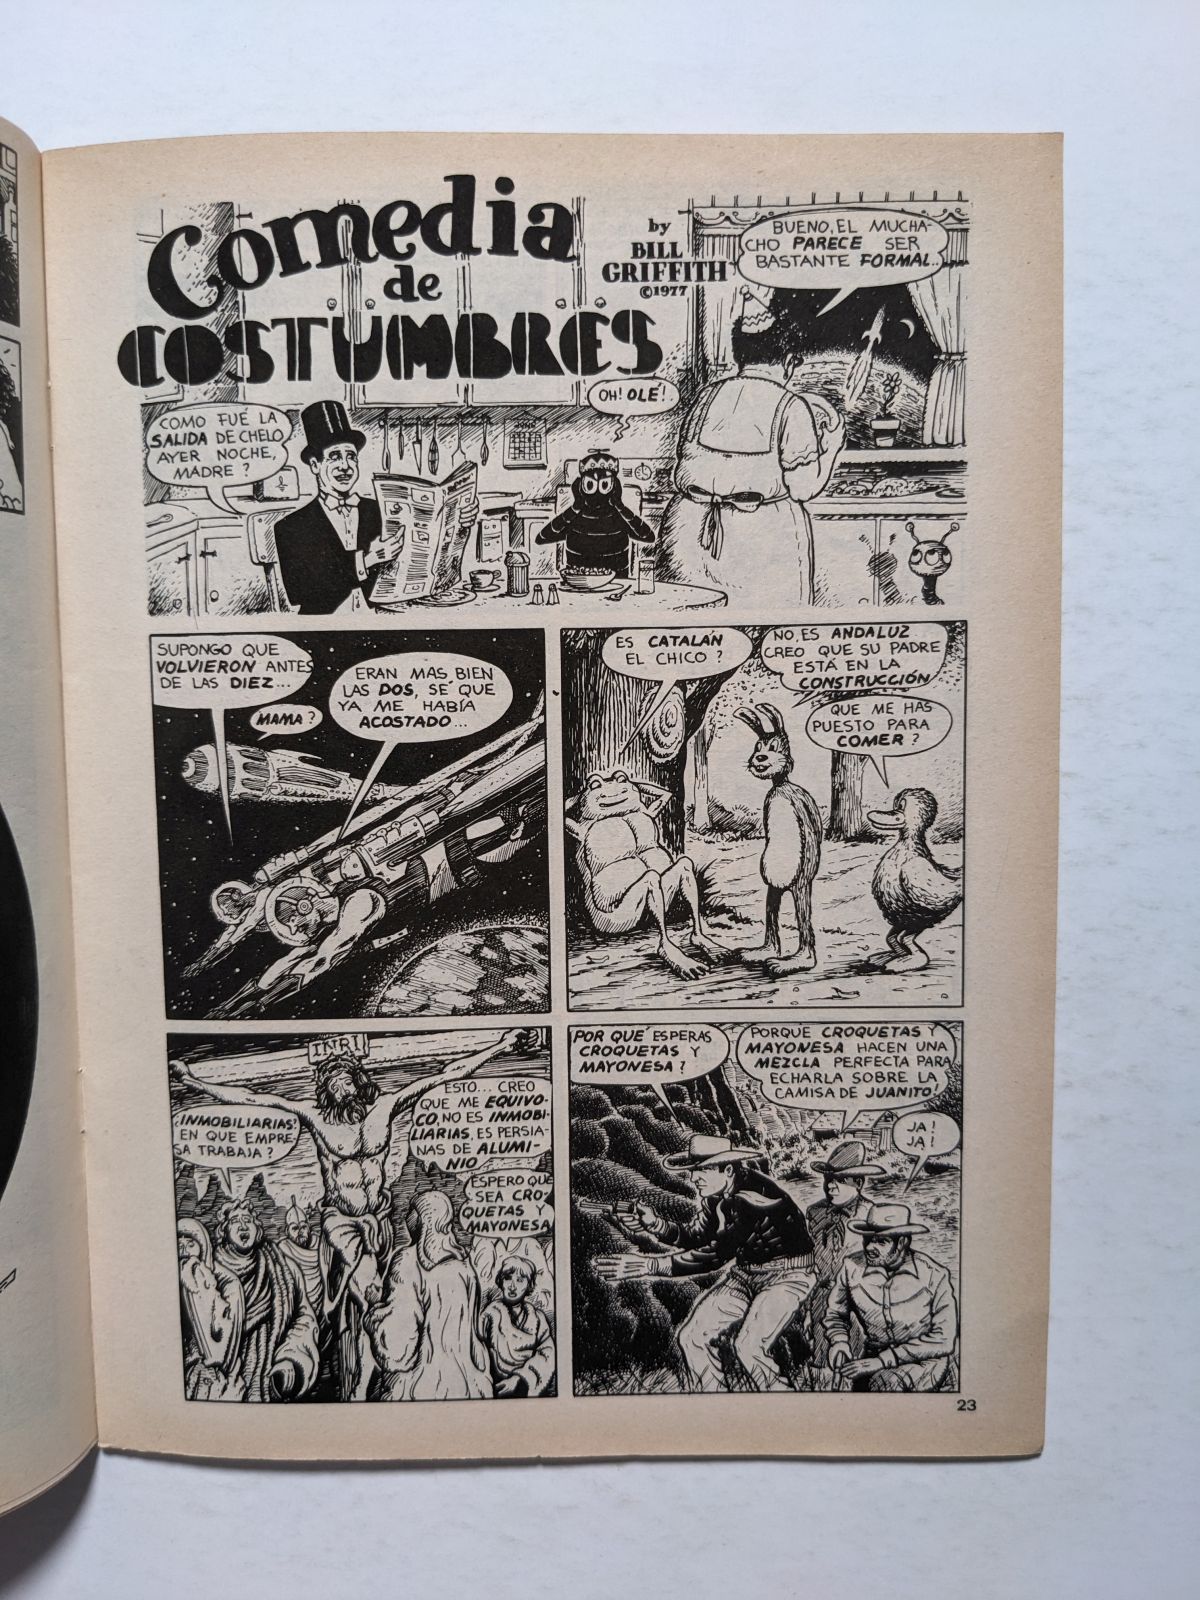 Comedia
de
COSTUMBRES
by
BILL
GRIFFITH
©1977
BUENO, EL MUCHA-
CHO PARECE SER
BASTANTE FORMAL...
OH! OLÉ!
COMO FUÉ LA
SALIDA DE CHELO
AYER NOCHE,
MADRE?
SUPONGO QUE
VOLVIERON ANTES
DE LAS DIEZ...
MAMA?
ERAN MAS BIEN
LAS DOS, SÉ QUE
YA ME HABÍA
ACOSTADO...
ES CATALÁN
EL CHICO?
NO, ES ANDALUZ...
CREO QUE SU PADRE
ESTÁ EN LA
CONSTRUCCIÓN
QUE ME HAS
PUESTO PARA
COMER?
INRI
¿INMOBILIARIAS?
EN QUE EMPRE-
SA TRABAJA?
ESTO... CREO
QUE ME EQUIVO-
CO, NO ES INMOBI-
LIARIAS, ES PERSIA-
NAS DE ALUMI-
NIO
ESPERO QUE
SEA CRO-
QUETAS Y
MAYONESA
POR QUÉ ESPERAS
CROQUETAS Y
MAYONESA?
PORQUE CROQUETAS Y
MAYONESA HACEN UNA
MEZCLA PERFECTA PARA
ECHARLA SOBRE LA
CAMISA DE JUANITO!
JA!
JA!
23